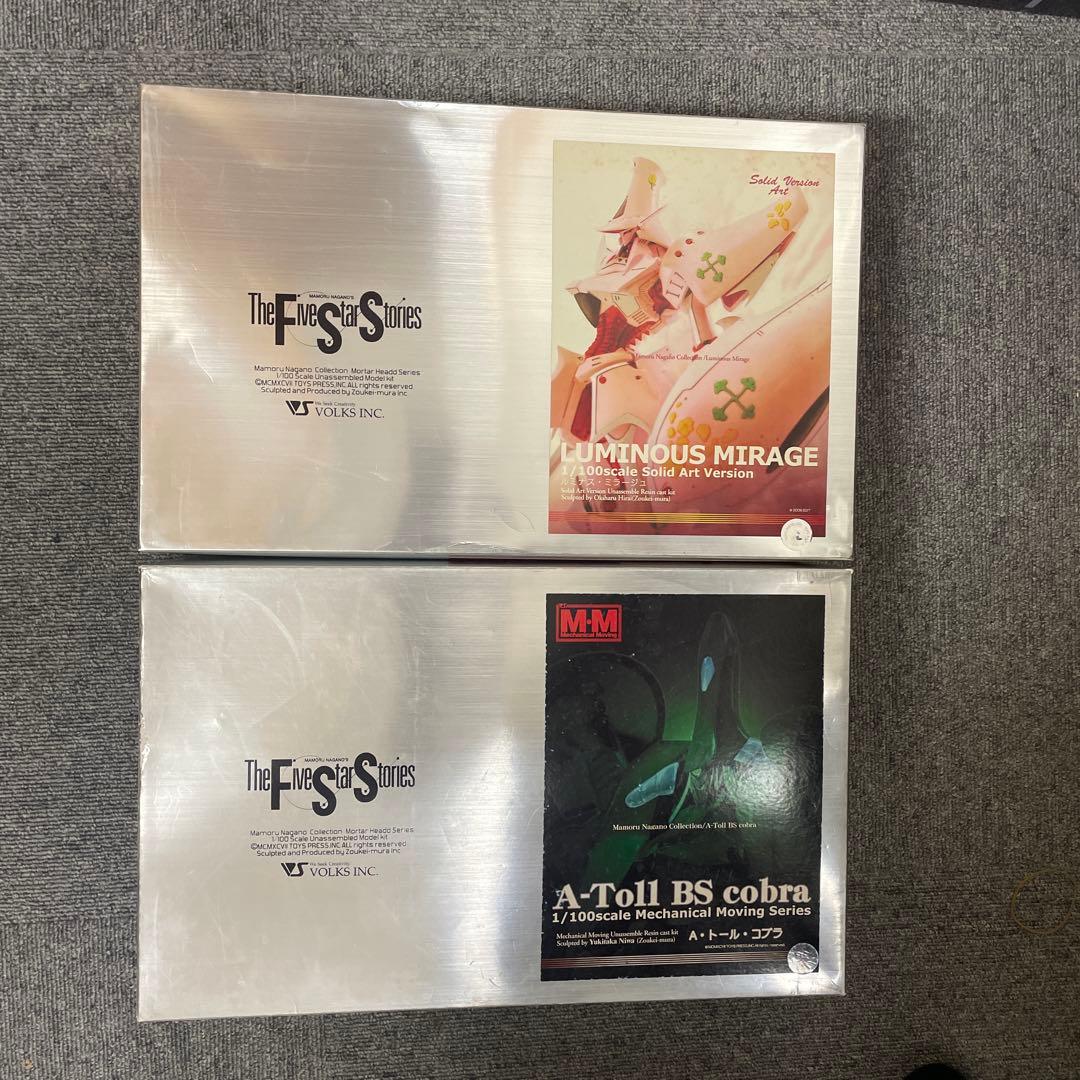 MAMORU NAGANO'S
The Five Star Stories
Mamoru Nagano Collection Mortar Headd Series
1/100 Scale Unassembled Model kit
©MCMXCVII TOYS PRESS,INC. ALL rights reserved.
Sculpted and Produced by Zoukei-mura Inc
VS We Seek Creativity
VOLKS INC.
Solid Version
Art
VII
Mamoru Nagano Collection/Luminous Mirage
LUMINOUS MIRAGE
1/100scale Solid Art Version
ルミナス・ミラージュ
Solid Art Version Unassemble Resin cast kit
Sculpted by Okiharu Hirai(Zoukei-mura)
MAMORU NAGANO'S
The Five Star Stories
Mamoru Nagano Collection Mortar Headd Series
1/100 Scale Unassembled Model kit
©MCMXCVII TOYS PRESS,INC. ALL rights reserved.
Sculpted and Produced by Zoukei-mura Inc
VS We Seek Creativity
VOLKS INC.
M•M
Mechanical Moving
Mamoru Nagano Collection/A-Toll BS cobra
A-Toll BS cobra
1/100scale Mechanical Moving Series
Mechanical Moving Unassemble Resin cast kit
Sculpted by Yukitaka Niwa (Zoukei-mura)
A・トール・コブラ